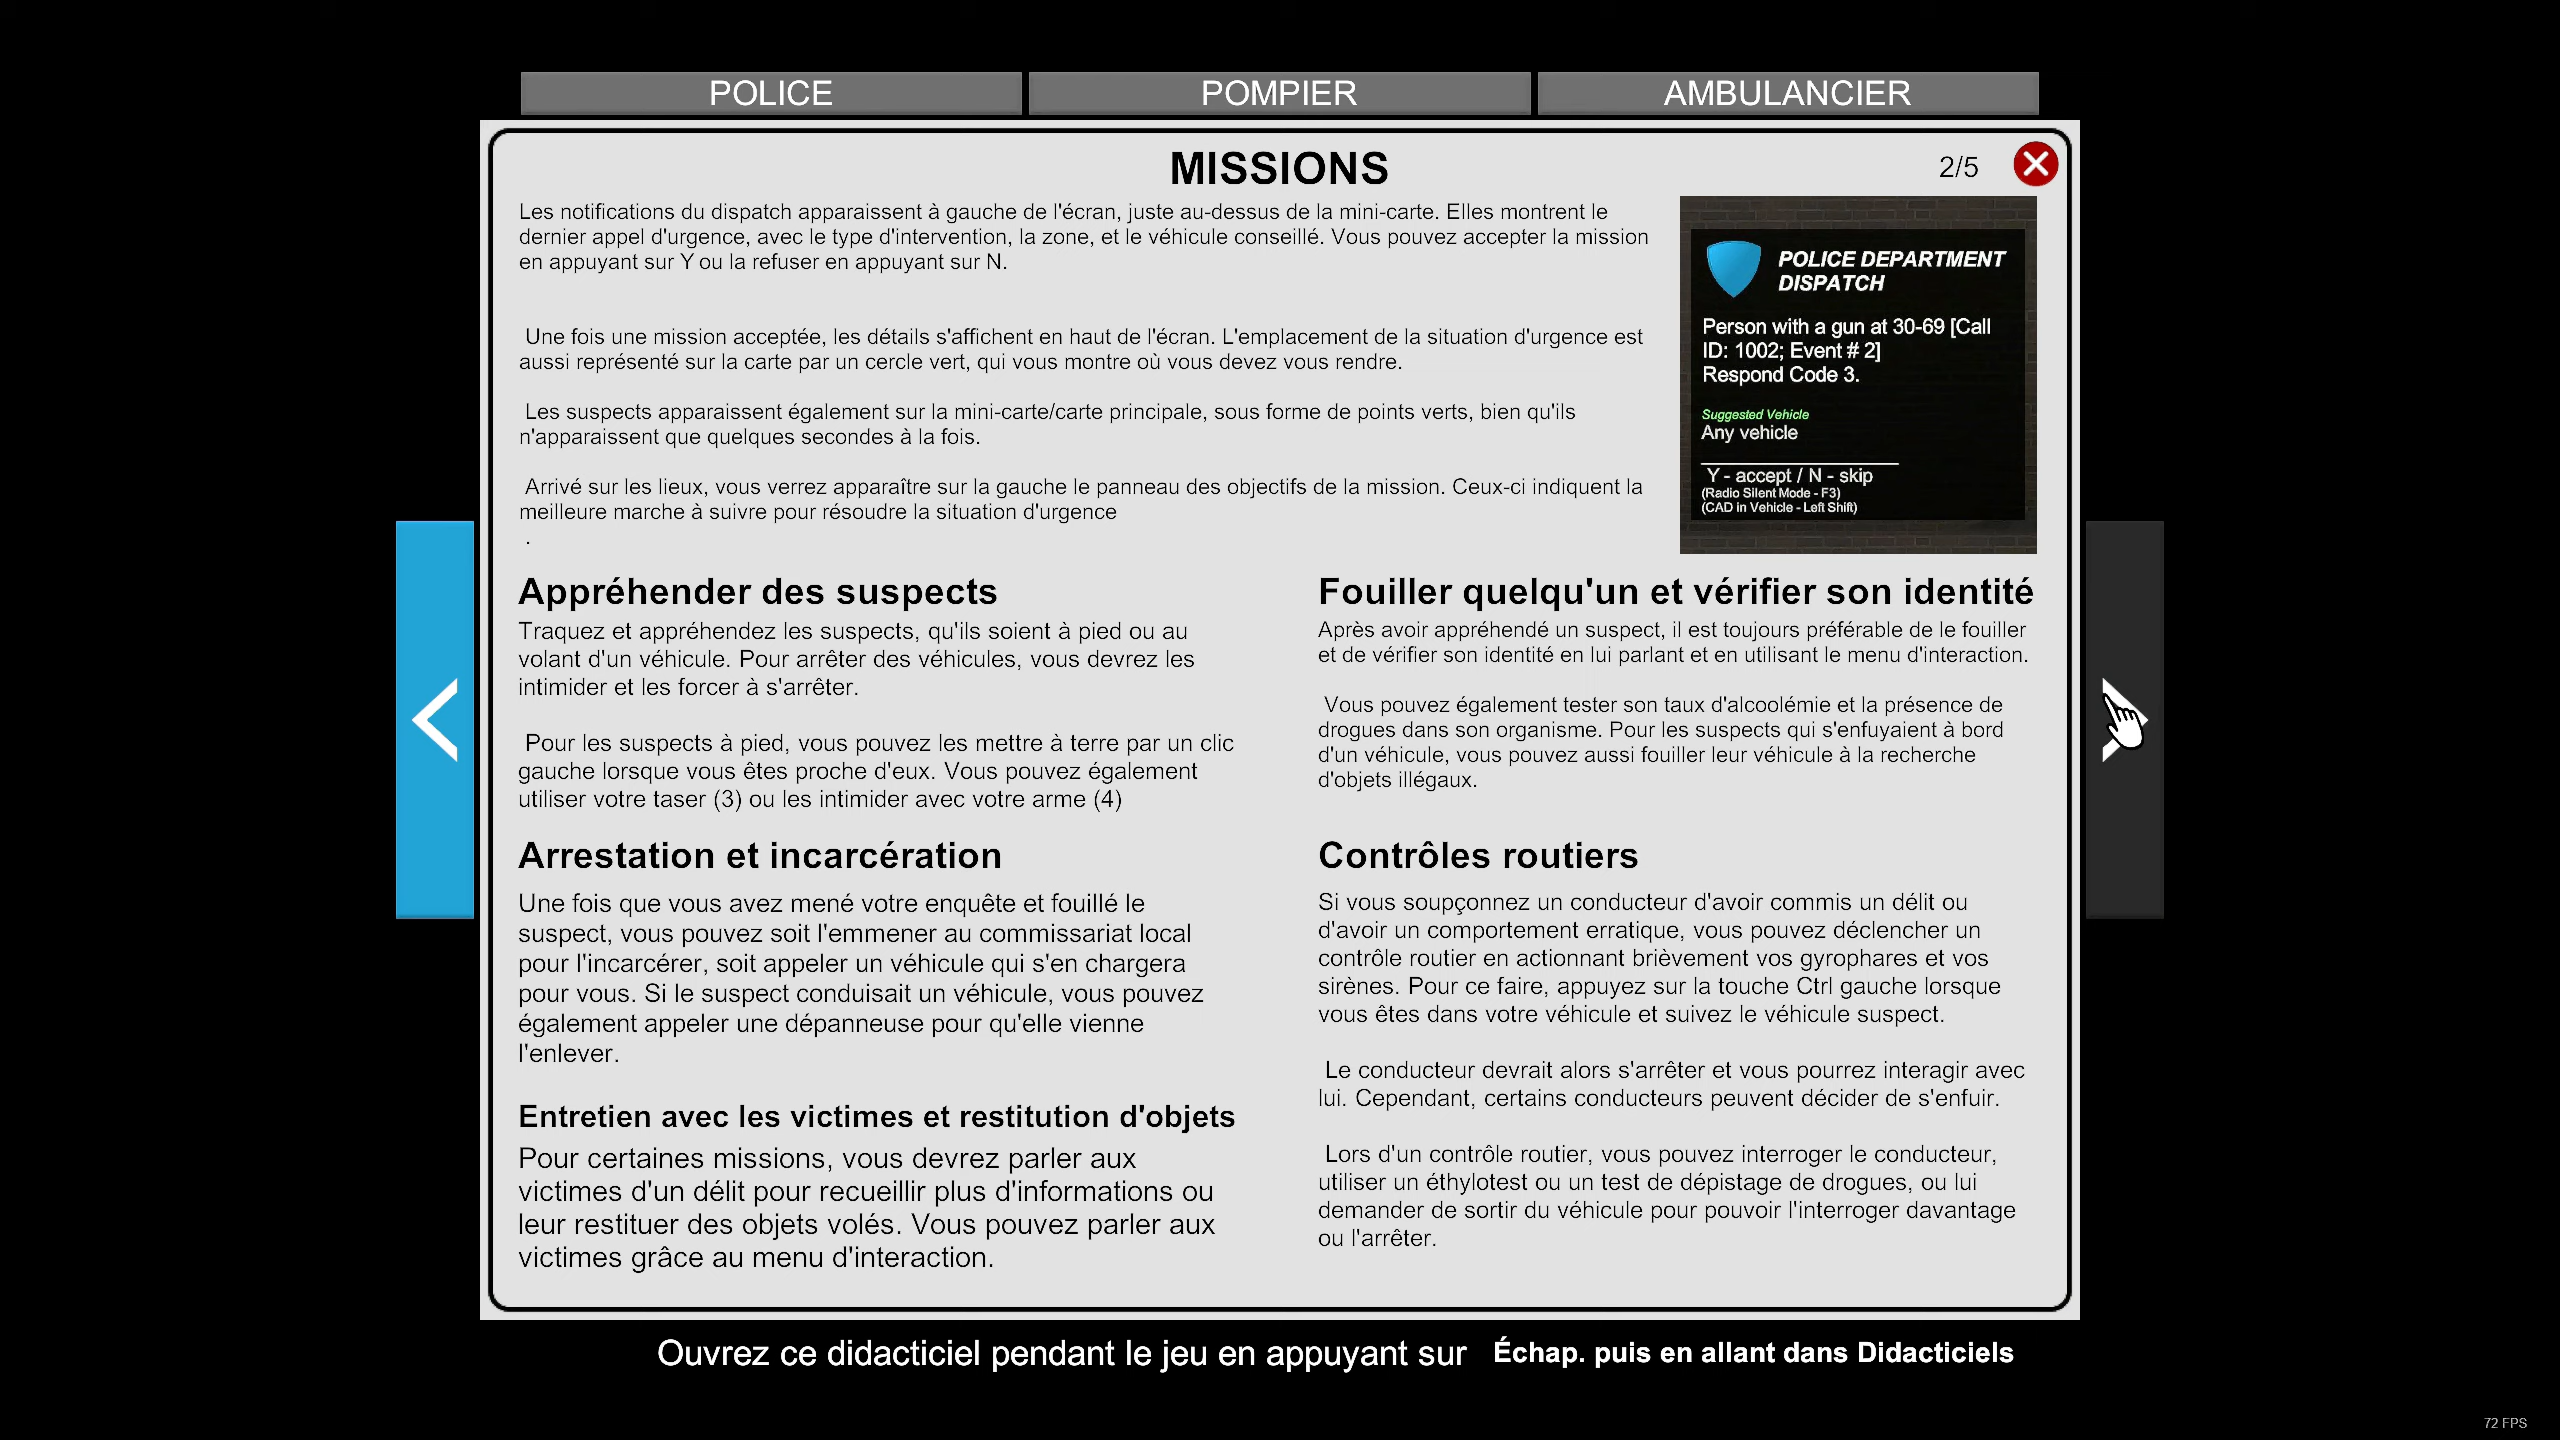 POLICE
POMPIER
AMBULANCIER
MISSIONS
2/5
Les notifications du dispatch apparaissent à gauche de l'écran, juste au-dessus de la mini-carte. Elles montrent le
dernier appel d'urgence, avec le type d'intervention, la zone, et le véhicule conseillé. Vous pouvez accepter la mission
en appuyant sur Y ou la refuser en appuyant sur N.
Une fois une mission acceptée, les détails s'affichent en haut de l'écran. L'emplacement de la situation d'urgence est
aussi représenté sur la carte par un cercle vert, qui vous montre où vous devez vous rendre.
Les suspects apparaissent également sur la mini-carte/carte principale, sous forme de points verts, bien qu'ils
n'apparaissent que quelques secondes à la fois.
Arrivé sur les lieux, vous verrez apparaître sur la gauche le panneau des objectifs de la mission. Ceux-ci indiquent la
meilleure marche à suivre pour résoudre la situation d'urgence
.
POLICE DEPARTMENT
DISPATCH
Person with a gun at 30-69 [Call
ID: 1002; Event # 2]
Respond Code 3.
Suggested Vehicle
Any vehicle
Y - accept / N - skip
(Radio Silent Mode - F3)
(CAD in Vehicle - Left Shift)
Appréhender des suspects
Traquez et appréhendez les suspects, qu'ils soient à pied ou au
volant d'un véhicule. Pour arrêter des véhicules, vous devrez les
intimider et les forcer à s'arrêter.
Pour les suspects à pied, vous pouvez les mettre à terre par un clic
gauche lorsque vous êtes proche d'eux. Vous pouvez également
utiliser votre taser (3) ou les intimider avec votre arme (4)
Arrestation et incarcération
Une fois que vous avez mené votre enquête et fouillé le
suspect, vous pouvez soit l'emmener au commissariat local
pour l'incarcérer, soit appeler un véhicule qui s'en chargera
pour vous. Si le suspect conduisait un véhicule, vous pouvez
également appeler une dépanneuse pour qu'elle vienne
l'enlever.
Entretien avec les victimes et restitution d'objets
Pour certaines missions, vous devrez parler aux
victimes d'un délit pour recueillir plus d'informations ou
leur restituer des objets volés. Vous pouvez parler aux
victimes grâce au menu d'interaction.
Fouiller quelqu'un et vérifier son identité
Après avoir appréhendé un suspect, il est toujours préférable de le fouiller
et de vérifier son identité en lui parlant et en utilisant le menu d'interaction.
Vous pouvez également tester son taux d'alcoolémie et la présence de
drogues dans son organisme. Pour les suspects qui s'enfuyaient à bord
d'un véhicule, vous pouvez aussi fouiller leur véhicule à la recherche
d'objets illégaux.
Contrôles routiers
Si vous soupçonnez un conducteur d'avoir commis un délit ou
d'avoir un comportement erratique, vous pouvez déclencher un
contrôle routier en actionnant brièvement vos gyrophares et vos
sirènes. Pour ce faire, appuyez sur la touche Ctrl gauche lorsque
vous êtes dans votre véhicule et suivez le véhicule suspect.
Le conducteur devrait alors s'arrêter et vous pourrez interagir avec
lui. Cependant, certains conducteurs peuvent décider de s'enfuir.
Lors d'un contrôle routier, vous pouvez interroger le conducteur,
utiliser un éthylotest ou un test de dépistage de drogues, ou lui
demander de sortir du véhicule pour pouvoir l'interroger davantage
ou l'arrêter.
Ouvrez ce didacticiel pendant le jeu en appuyant sur Échap. puis en allant dans Didacticiels
72 FPS